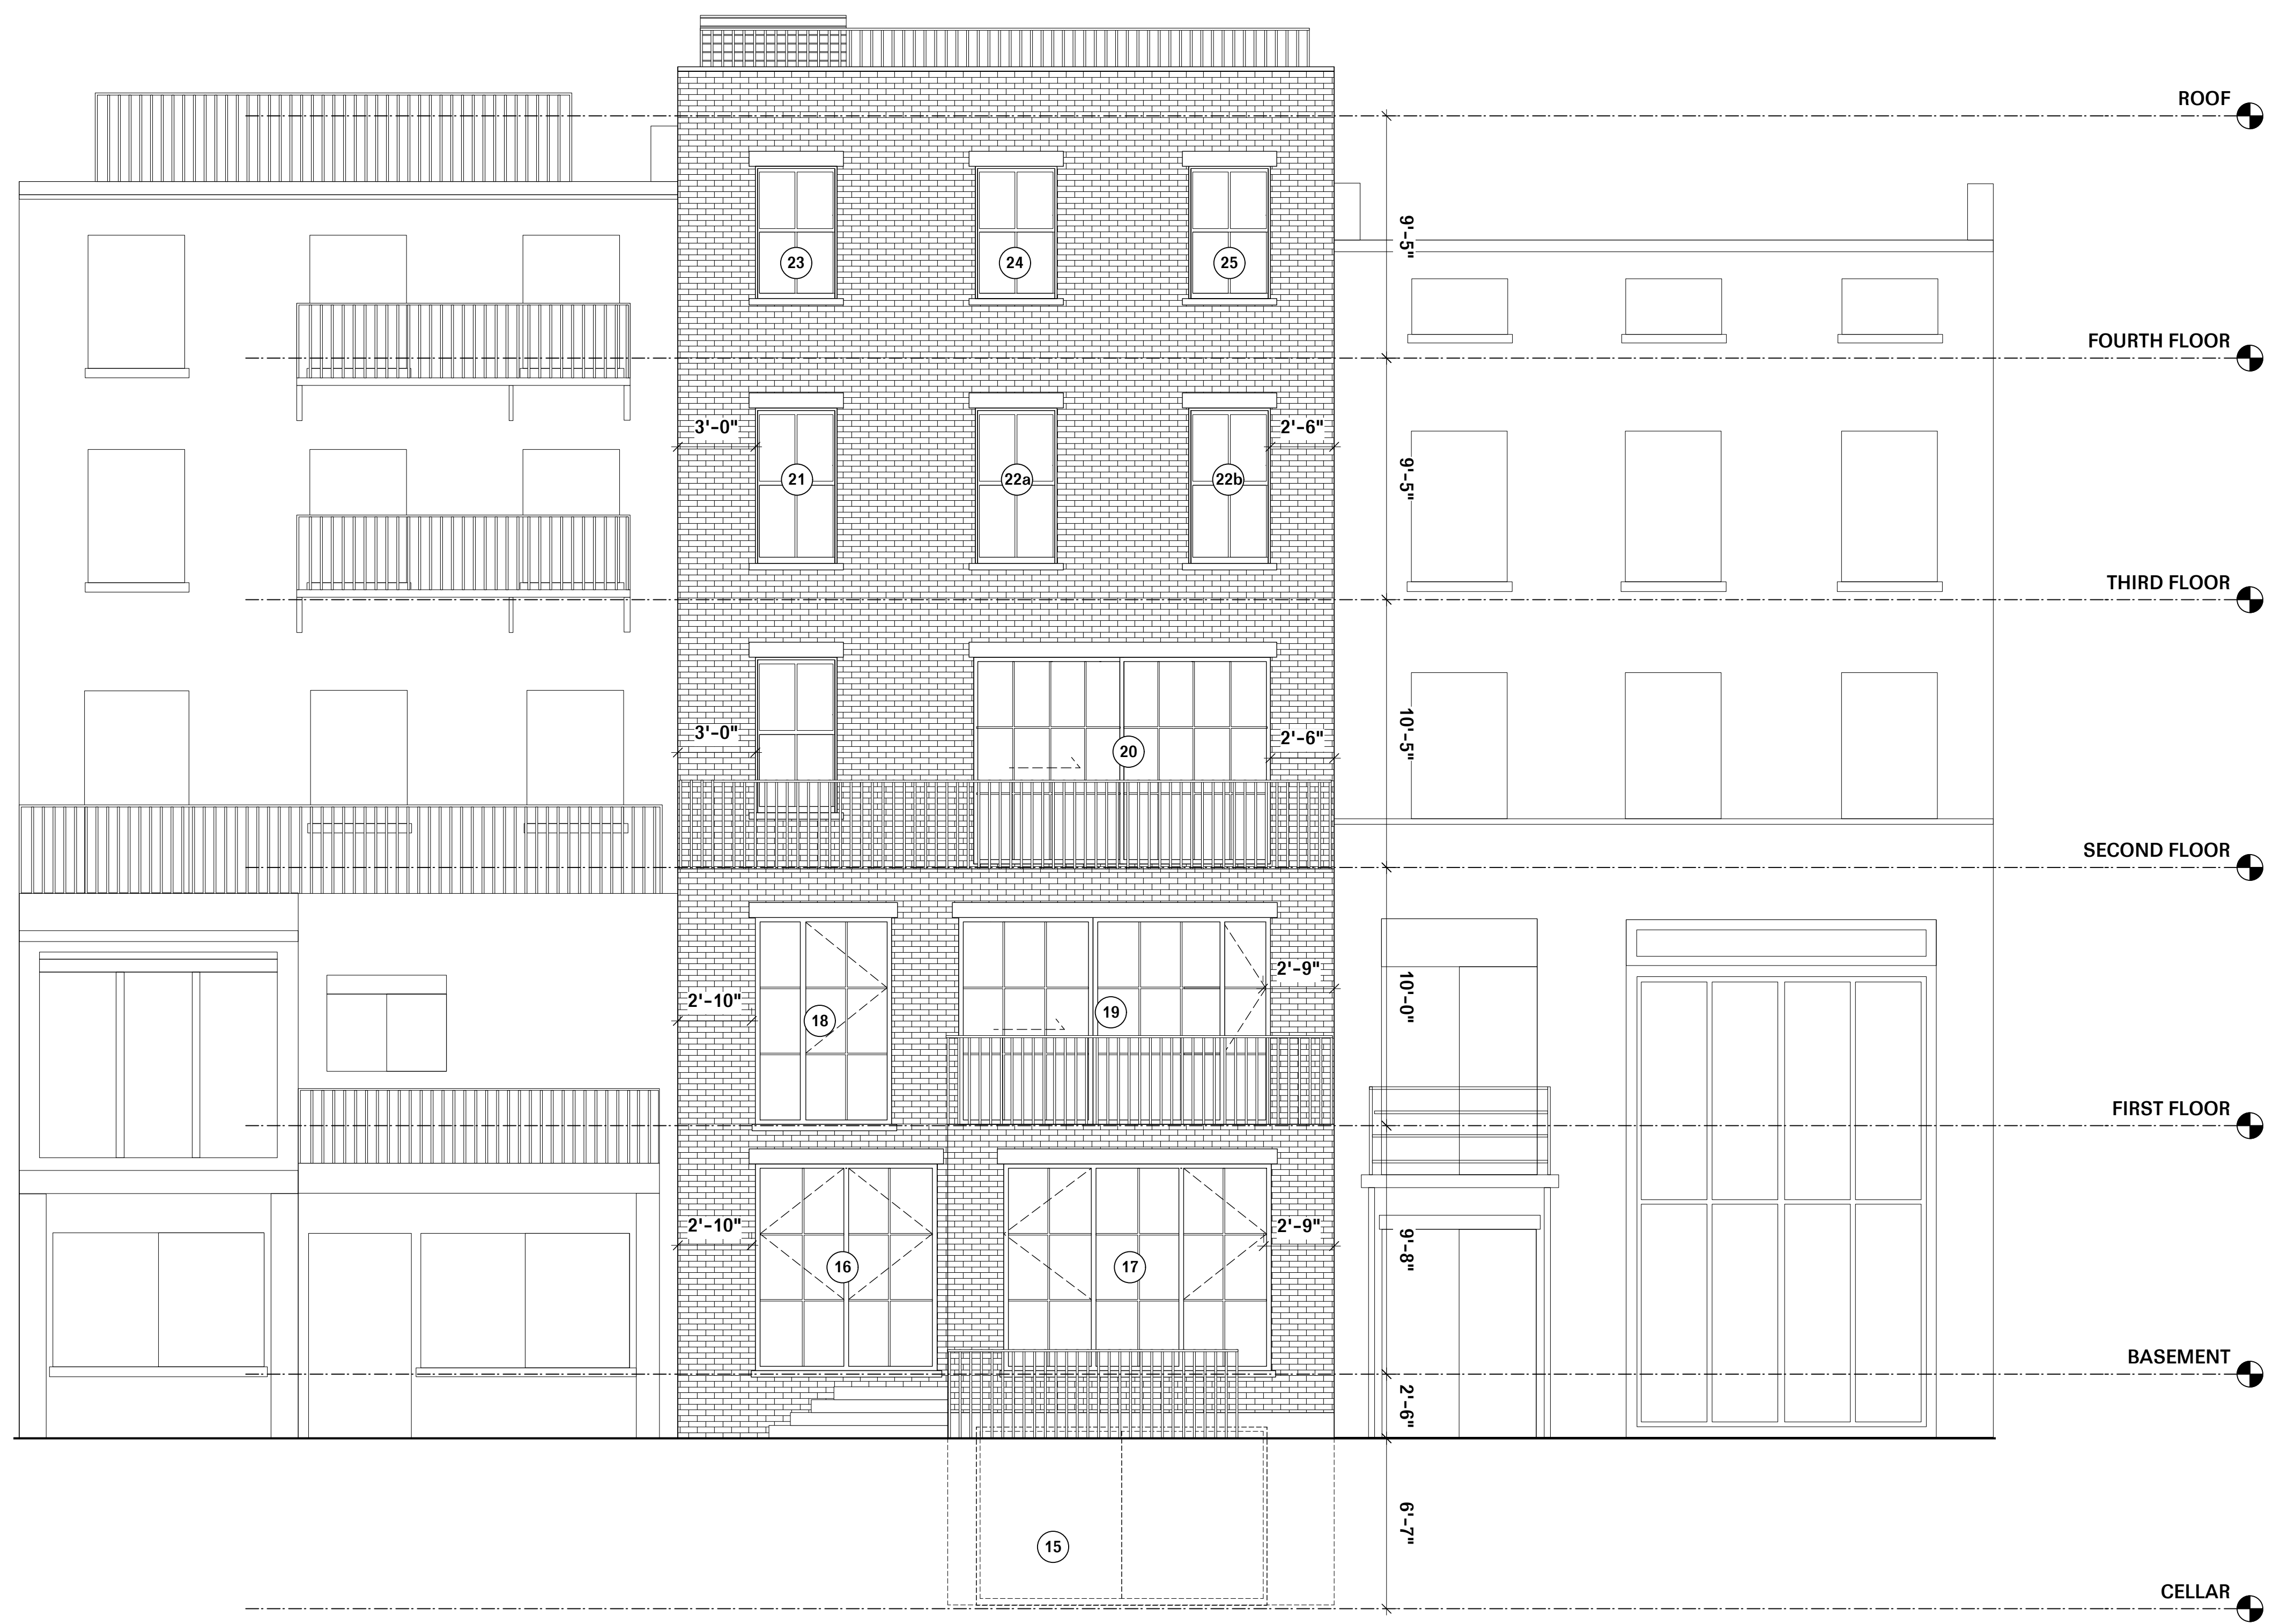 ROOF
9'-5"
23
24
25
FOURTH FLOOR
3'-0"
2'-6"
21
22a
22b
9'-5"
THIRD FLOOR
3'-0"
2'-6"
20
10'-5"
SECOND FLOOR
2'-10"
18
19
2'-9"
10'-0"
FIRST FLOOR
2'-10"
16
17
2'-9"
9'-8"
BASEMENT
2'-6"
15
6'-7"
CELLAR